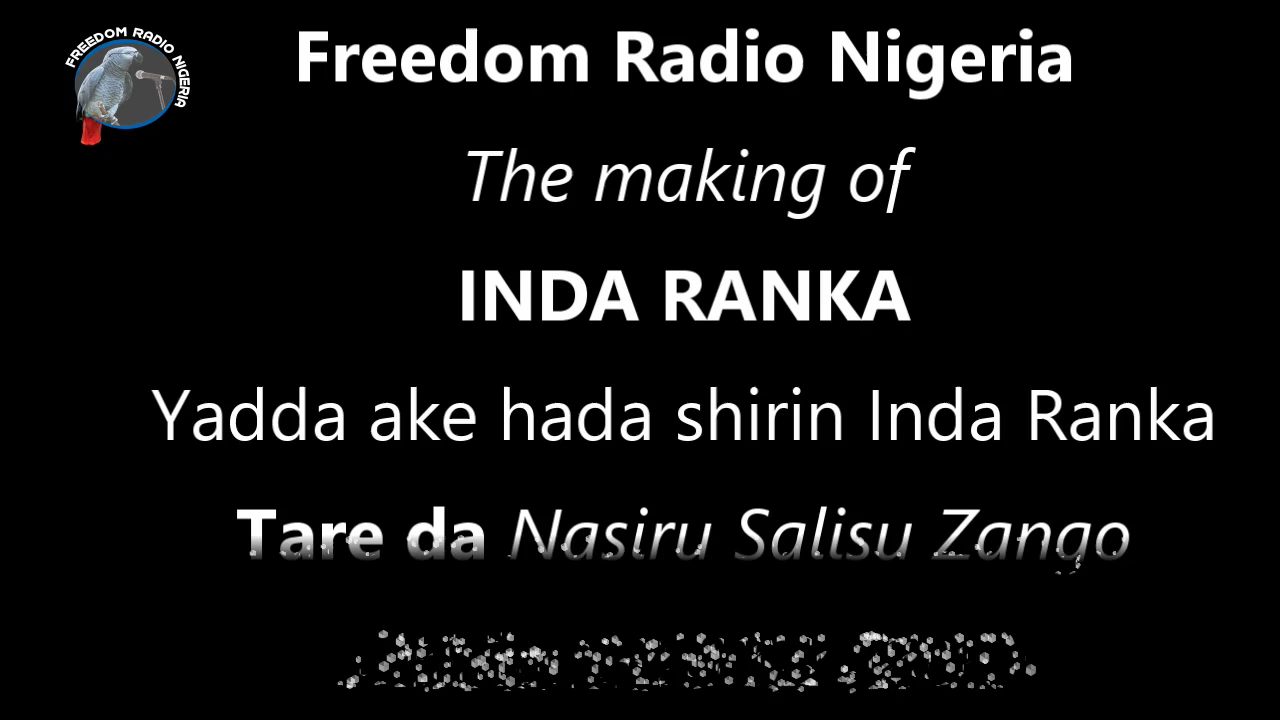 FREEDOM RADIO NIGERIA
Freedom Radio Nigeria
The making of
INDA RANKA
Yadda ake hada shirin Inda Ranka
Tare da Nasiru Salisu Zango